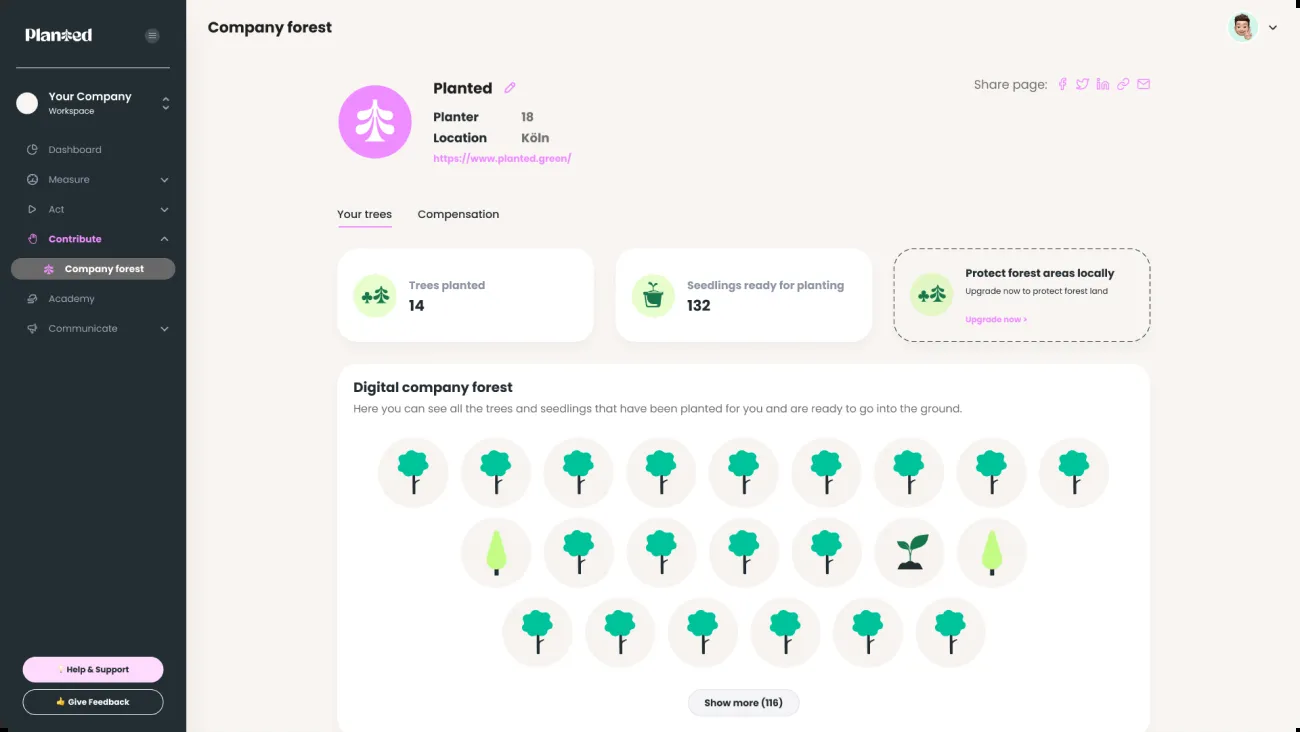 Planted
Company forest
Your Company
Workspace
Dashboard
Measure
Act
Contribute
Company forest
Academy
Communicate
Help & Support
Give Feedback
Planted
Share page:
Planter 18
Location Köln
https://www.planted.green/
Your trees Compensation
Trees planted
14
Seedlings ready for planting
132
Protect forest areas locally
Upgrade now to protect forest land
Upgrade now >
Digital company forest
Here you can see all the trees and seedlings that have been planted for you and are ready to go into the ground.
Show more (116)